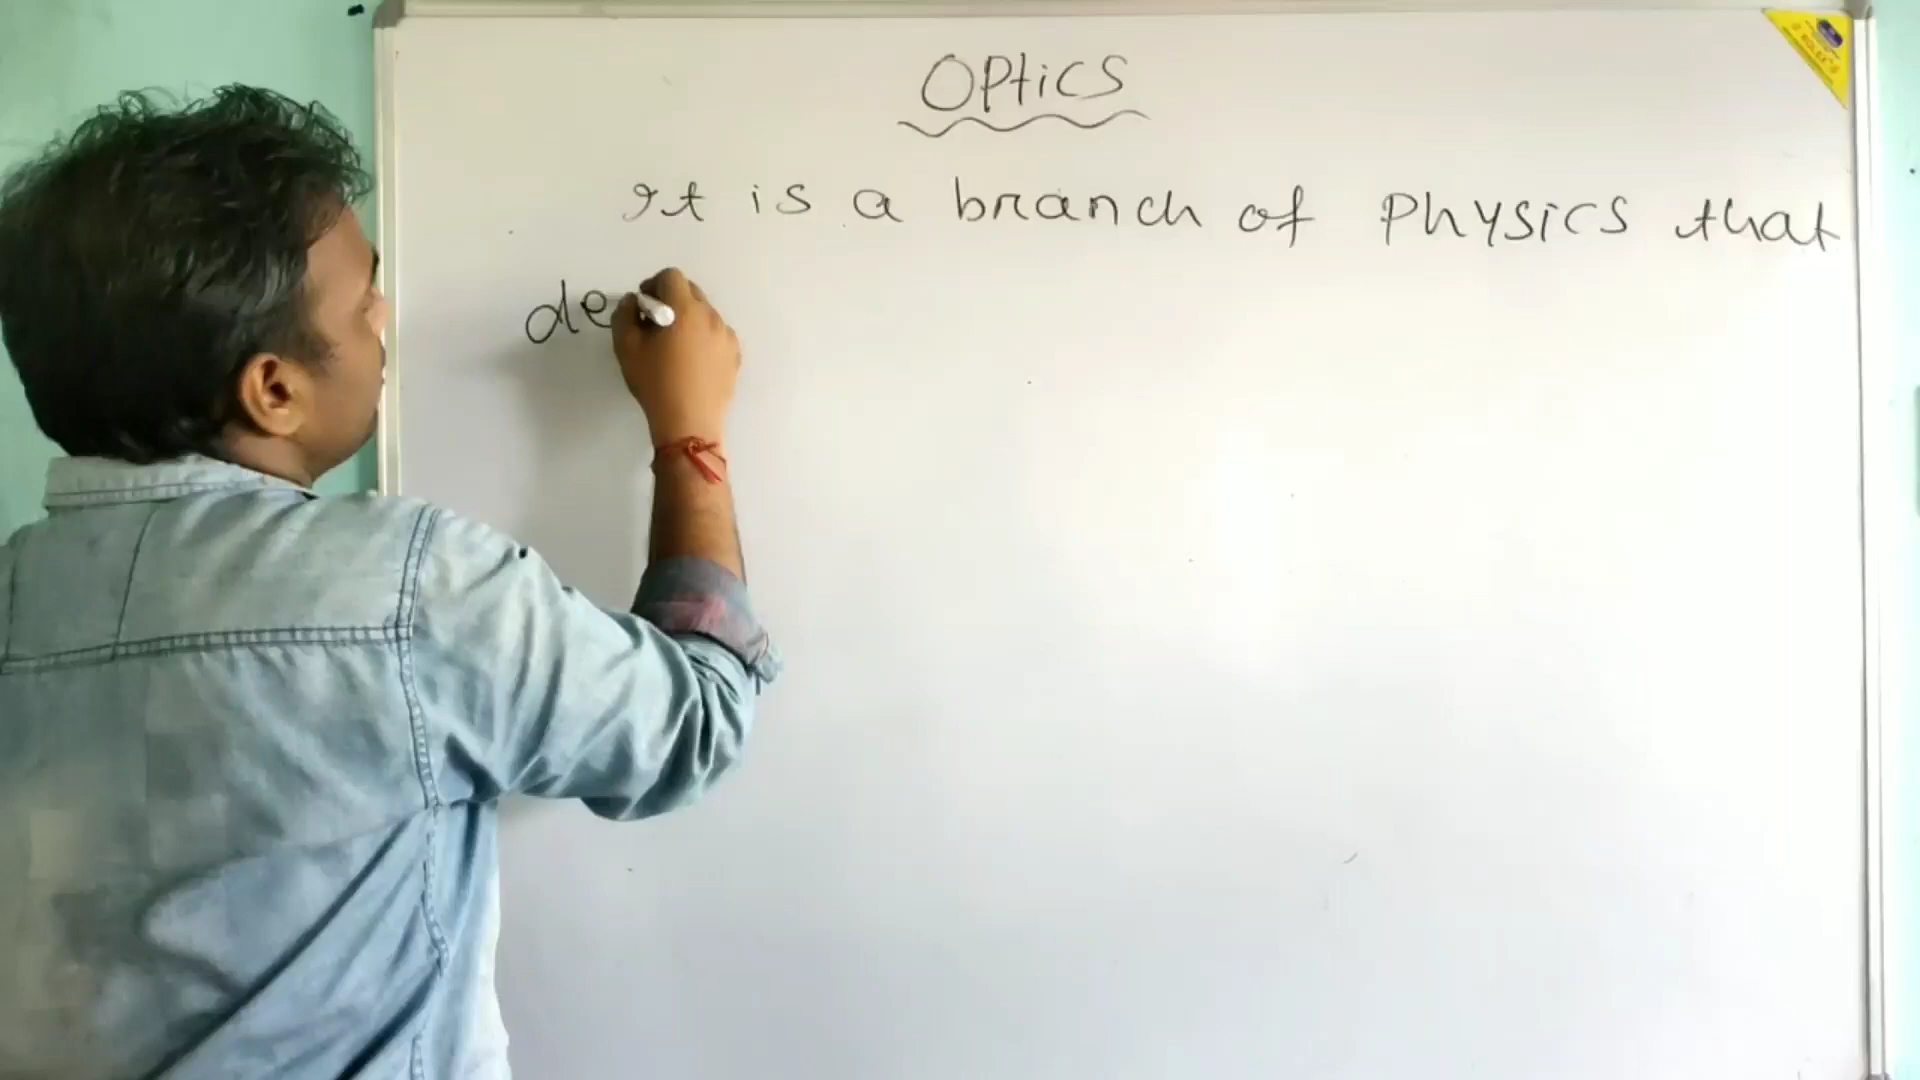 OPtics
It is a branch of Physics that
de